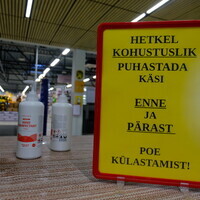 HETKEL
KOHUSTUSLIK
PUHASTADA
KÄSI
ENNE
JA
PÄRAST
POE
KÜLASTAMIST!